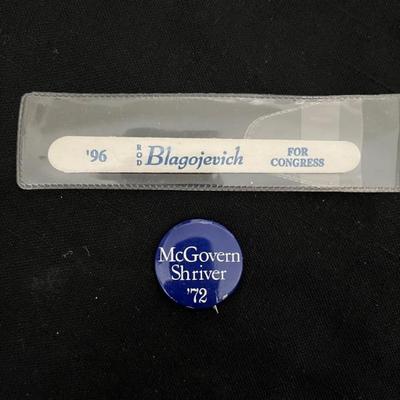 '96 ROD Blagojevich FOR CONGRESS
McGovern
Shriver
'72